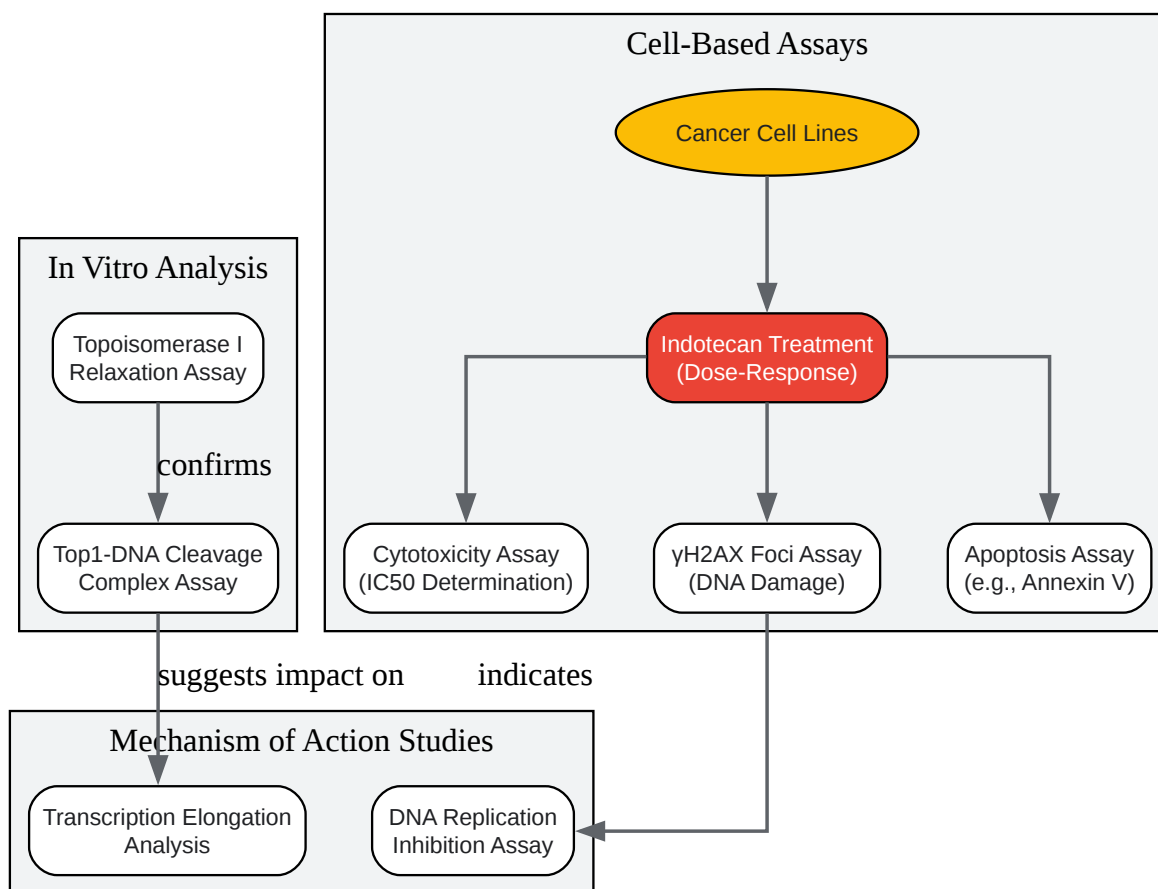 Cell-Based Assays
Cancer Cell Lines
Indotecan Treatment
(Dose-Response)
Cytotoxicity Assay
(IC50 Determination)
γH2AX Foci Assay
(DNA Damage)
Apoptosis Assay
(e.g., Annexin V)
In Vitro Analysis
Topoisomerase I
Relaxation Assay
confirms
Top1-DNA Cleavage
Complex Assay
suggests impact on
indicates
Mechanism of Action Studies
Transcription Elongation
Analysis
DNA Replication
Inhibition Assay